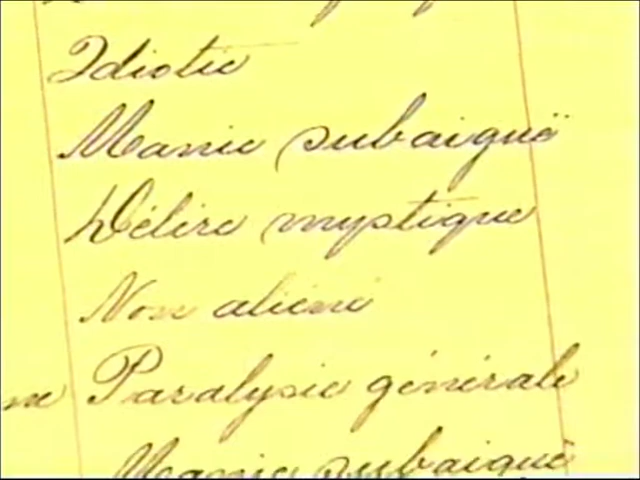 Idiotie
Manie subaiguë
Délire mystique
Non aliéné
Paralysie générale
Manie subaiguë